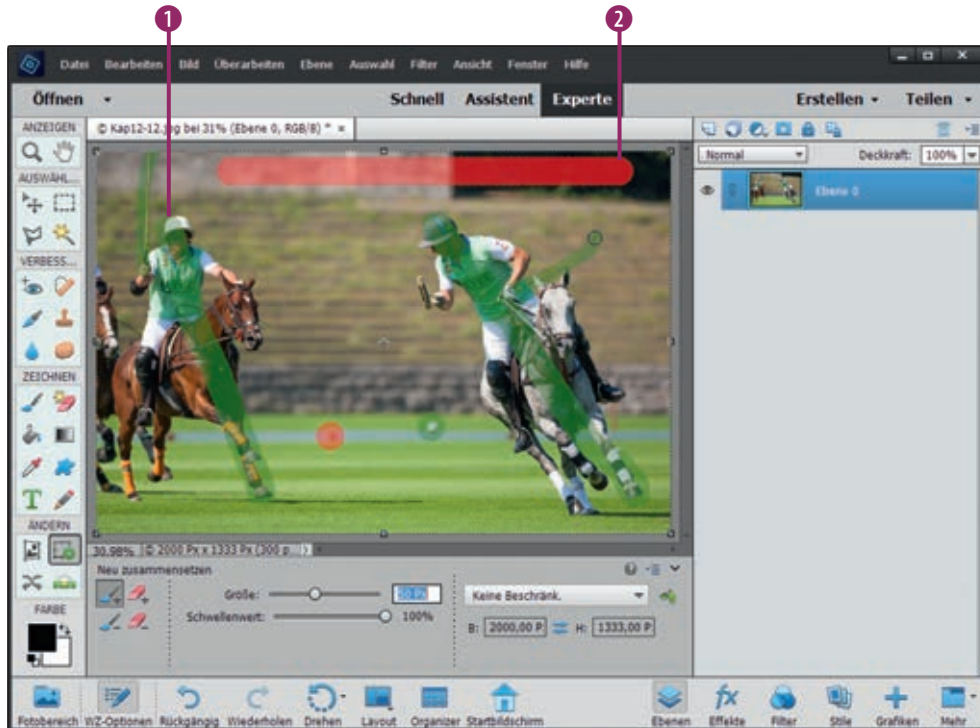 1 2
Datei Bearbeiten Bild Überarbeiten Ebene Auswahl Filter Ansicht Fenster Hilfe
Öffnen Schnell Assistent Experte Erstellen Teilen
ANZEIGEN
© Kap12-12.jpg bei 31% (Ebene 0, RGB/8) * ×
Normal Deckkraft: 100%
AUSWÄHL...
Ebene 0
VERBESS...
ZEICHNEN
T
ÄNDERN
30.98% © 2000 Px x 1333 Px (300 p...
Neu zusammensetzen
Größe: Px Keine Beschränk.
Schwellenwert: 100%
B: 2000,00 P H: 1333,00 P
FARBE
Fotobereich WZ-Optionen Rückgängig Wiederholen Drehen Layout Organizer Startbildschirm Ebenen Effekte Filter Stile Grafiken Mehr